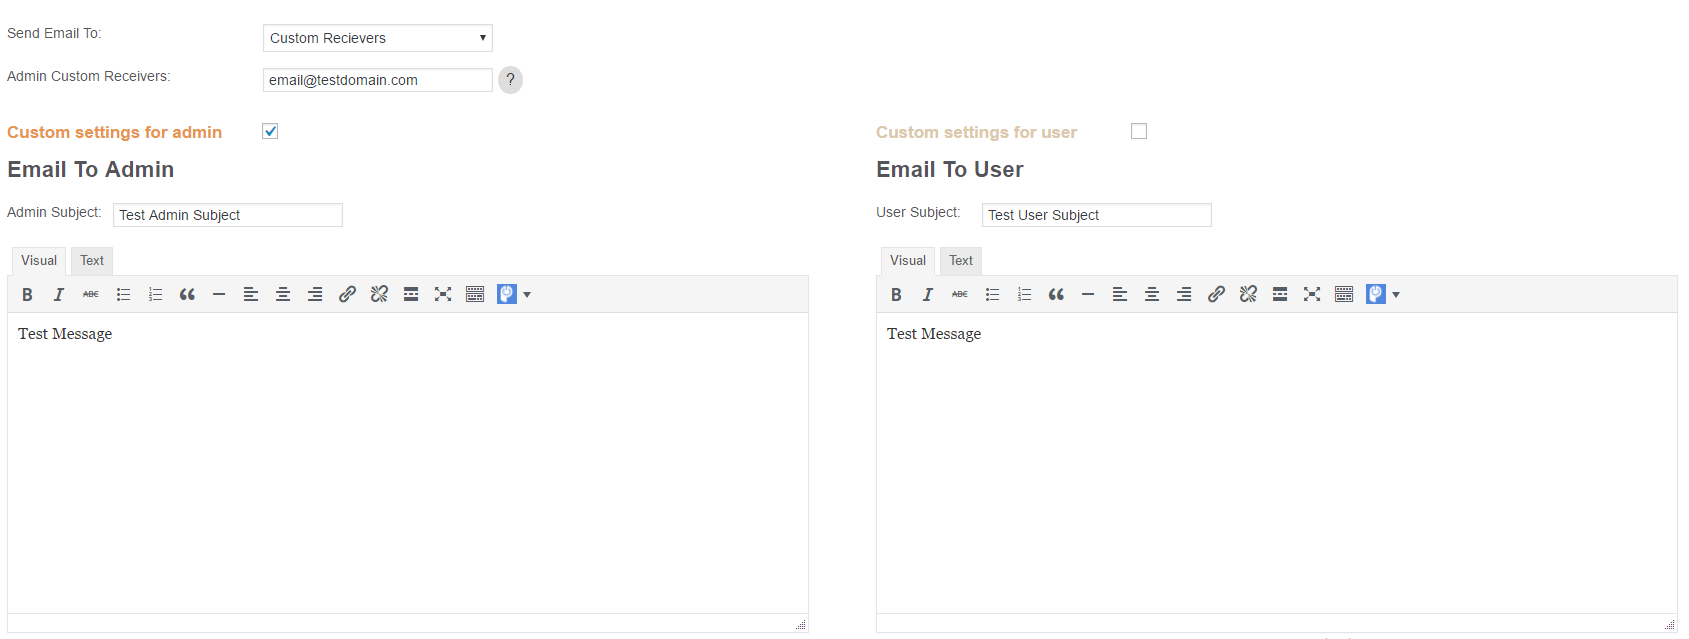 Send Email To: Custom Recievers
Admin Custom Receivers: email@testdomain.com ?
Custom settings for admin
Email To Admin
Admin Subject: Test Admin Subject
Visual Text
B I ABC
Test Message
Custom settings for user
Email To User
User Subject: Test User Subject
Visual Text
B I ABC
Test Message